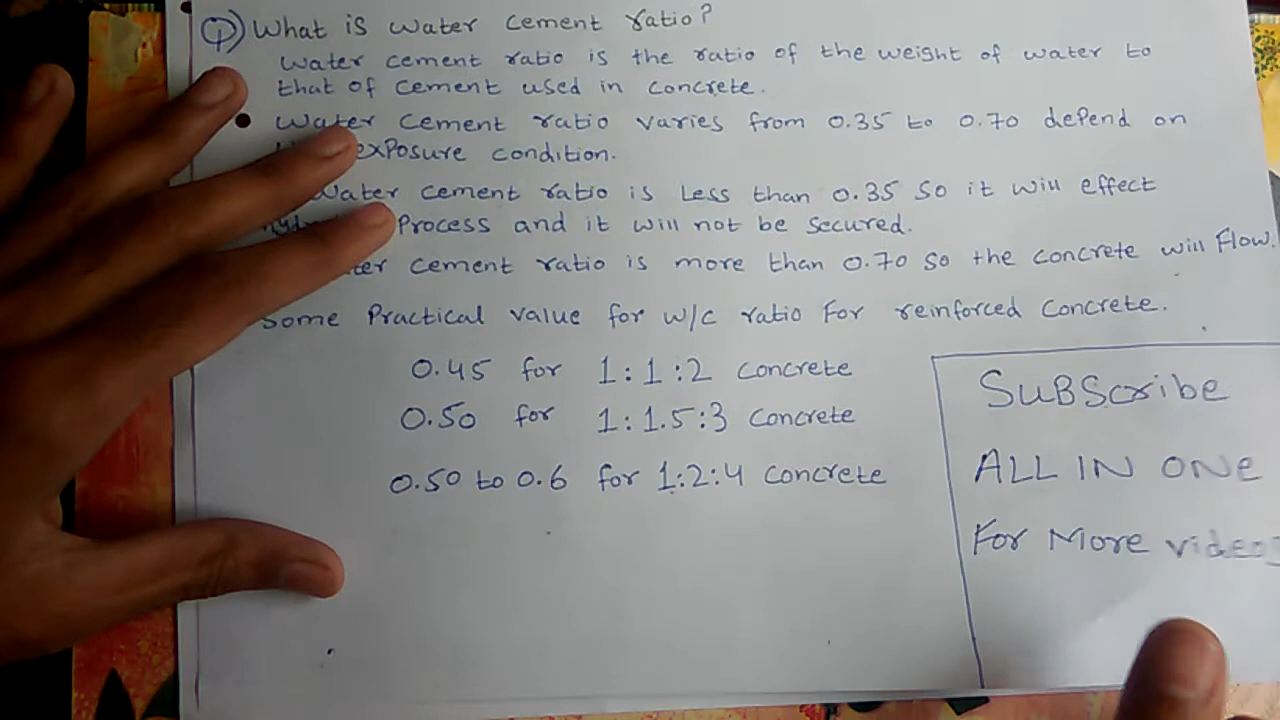 Q) What is water cement ratio?
Water cement ratio is the ratio of the weight of water to
that of cement used in concrete.
Water cement ratio varies from 0.35 to 0.70 depend on
exposure condition.
Water cement ratio is Less than 0.35 so it will effect
Process and it will not be secured.
cement ratio is more than 0.70 so the concrete will Flow.
Some Practical value for w/c ratio For reinforced Concrete.
0.45 for 1:1:2 concrete
0.50 for 1:1.5:3 concrete
0.50 to 0.6 for 1:2:4 concrete
SuBScribe
ALL IN ONE
For More videos